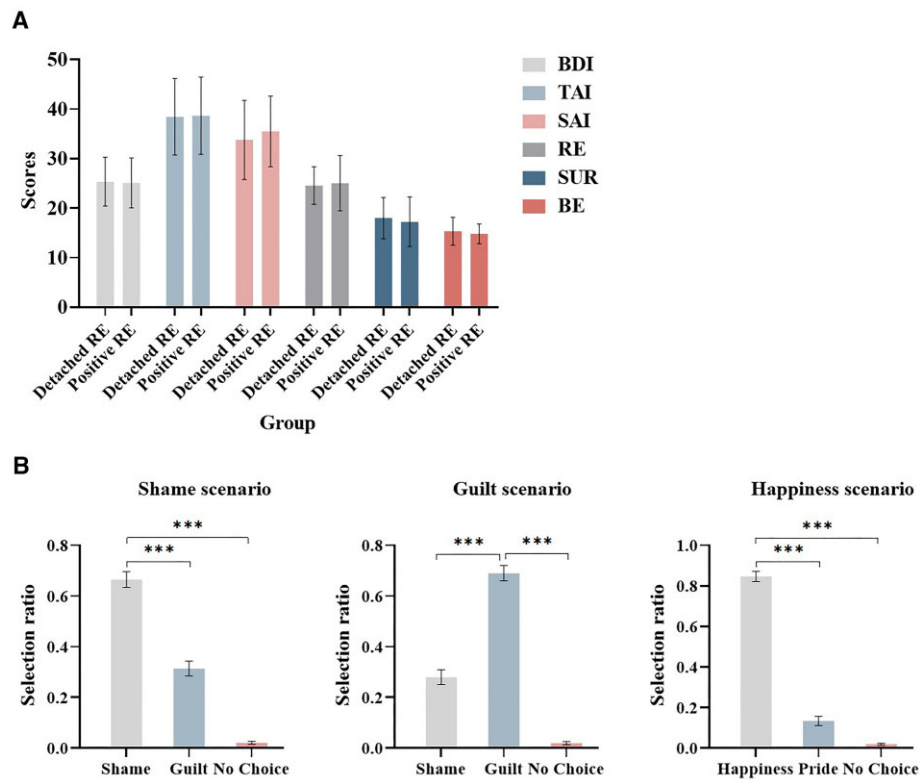 A
50
40
30
20
10
0
Scores
Detached RE
Positive RE
Detached RE
Positive RE
Detached RE
Positive RE
Detached RE
Positive RE
Detached RE
Positive RE
Detached RE
Positive RE
Group
BDI
TAI
SAI
RE
SUR
BE
B
Shame scenario
***
***
0.8
0.6
0.4
0.2
0.0
Selection ratio
Shame Guilt No Choice
Guilt scenario
*** ***
0.8
0.6
0.4
0.2
0.0
Selection ratio
Shame Guilt No Choice
Happiness scenario
***
***
1.0
0.8
0.6
0.4
0.2
0.0
Selection ratio
Happiness Pride No Choice